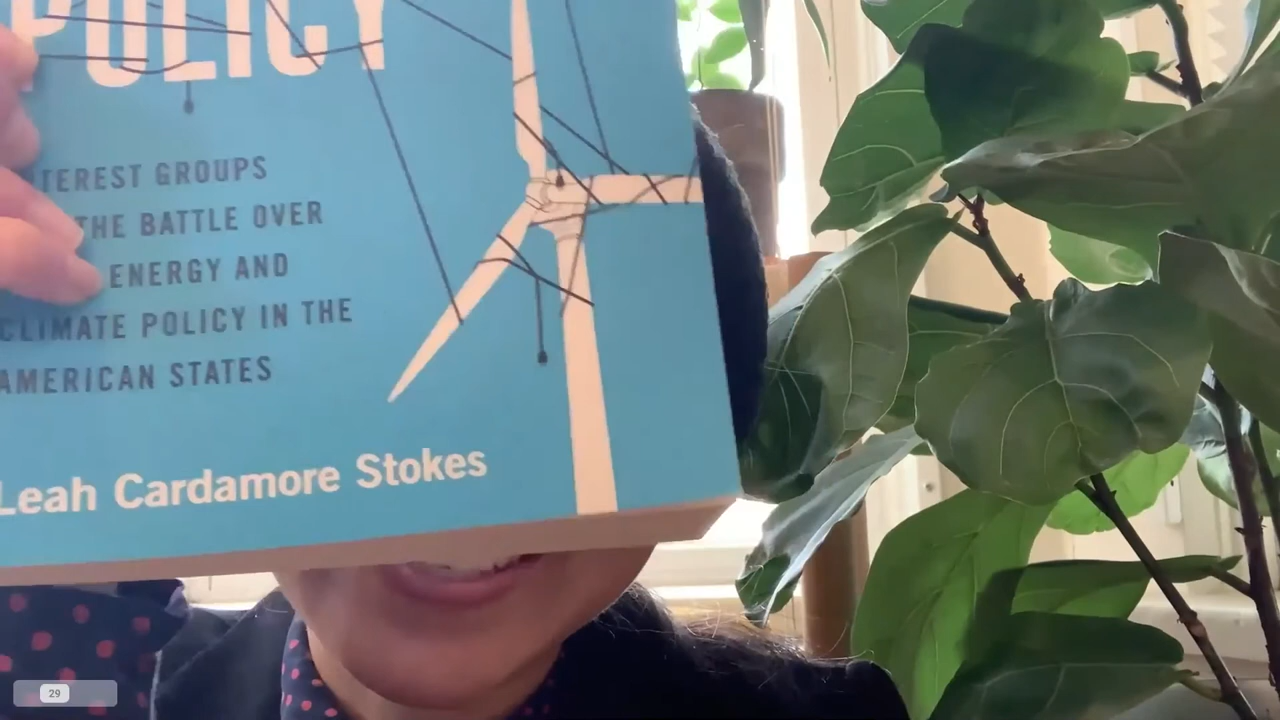 POLICY
TEREST GROUPS
THE BATTLE OVER
ENERGY AND
CLIMATE POLICY IN THE
AMERICAN STATES
Leah Cardamore Stokes
29